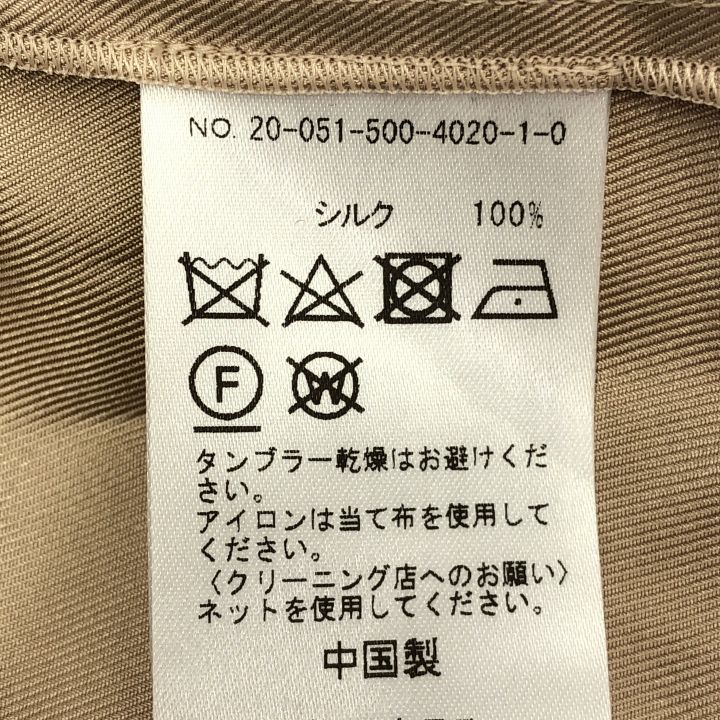 NO. 20-051-500-4020-1-0
シルク 100%
F W
タンブラー乾燥はお避けくだ
さい。
アイロンは当て布を使用して
ください。
〈クリーニング店へのお願い〉
ネットを使用してください。
中国製